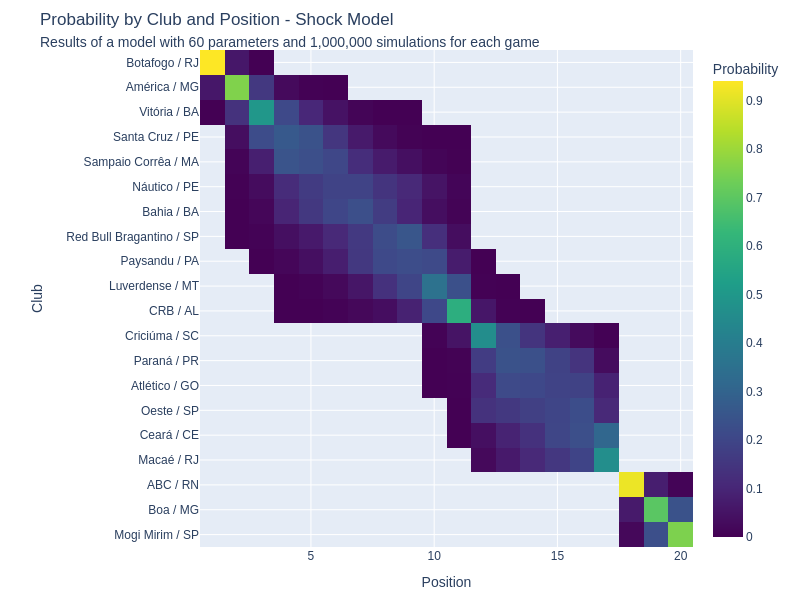 Probability by Club and Position - Shock Model
Results of a model with 60 parameters and 1,000,000 simulations for each game
Probability
Club
Botafogo / RJ
América / MG
Vitória / BA
Santa Cruz / PE
Sampaio Corrêa / MA
Náutico / PE
Bahia / BA
Red Bull Bragantino / SP
Paysandu / PA
Luverdense / MT
CRB / AL
Criciúma / SC
Paraná / PR
Atlético / GO
Oeste / SP
Ceará / CE
Macaé / RJ
ABC / RN
Boa / MG
Mogi Mirim / SP
5
10
15
20
Position
0.9
0.8
0.7
0.6
0.5
0.4
0.3
0.2
0.1
0